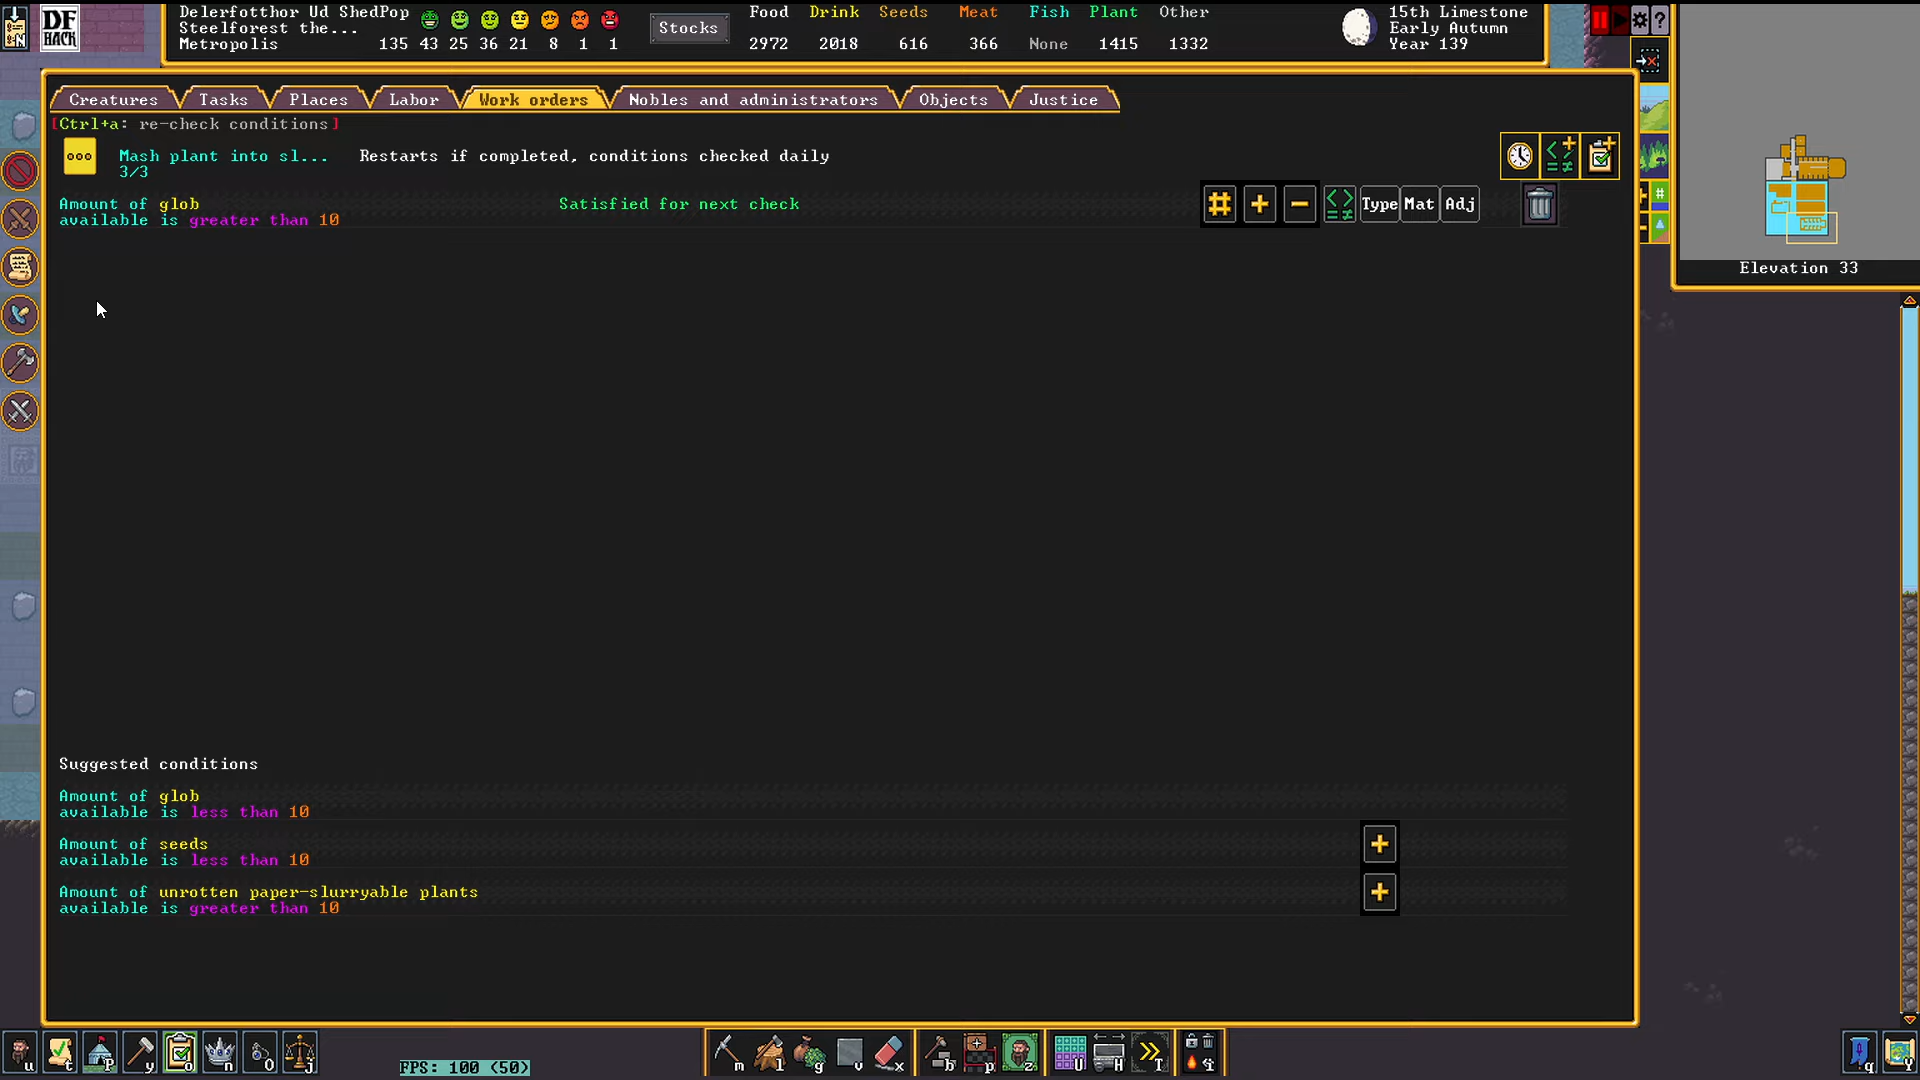 DF
HACK
Delerfotthor Ud ShedPop
Steelforest the...
Metropolis 135 43 25 36 21 8 1 1
Stocks
Food Drink Seeds Meat Fish Plant Other
2972 2018 616 366 None 1415 1332
15th Limestone
Early Autumn
Year 139
?
Creatures Tasks Places Labor Work orders Nobles and administrators Objects Justice
[Ctrl+a: re-check conditions]
Mash plant into sl... Restarts if completed, conditions checked daily
3/3
Amount of glob Satisfied for next check
available is greater than 10
# + - Type Mat Adj
Elevation 33
Suggested conditions
Amount of glob
available is less than 10
Amount of seeds
available is less than 10
Amount of unrotten paper-slurryable plants
available is greater than 10
u t P y o n O j
FPS: 100 (50)
m l g v x b p z U H T i
q y